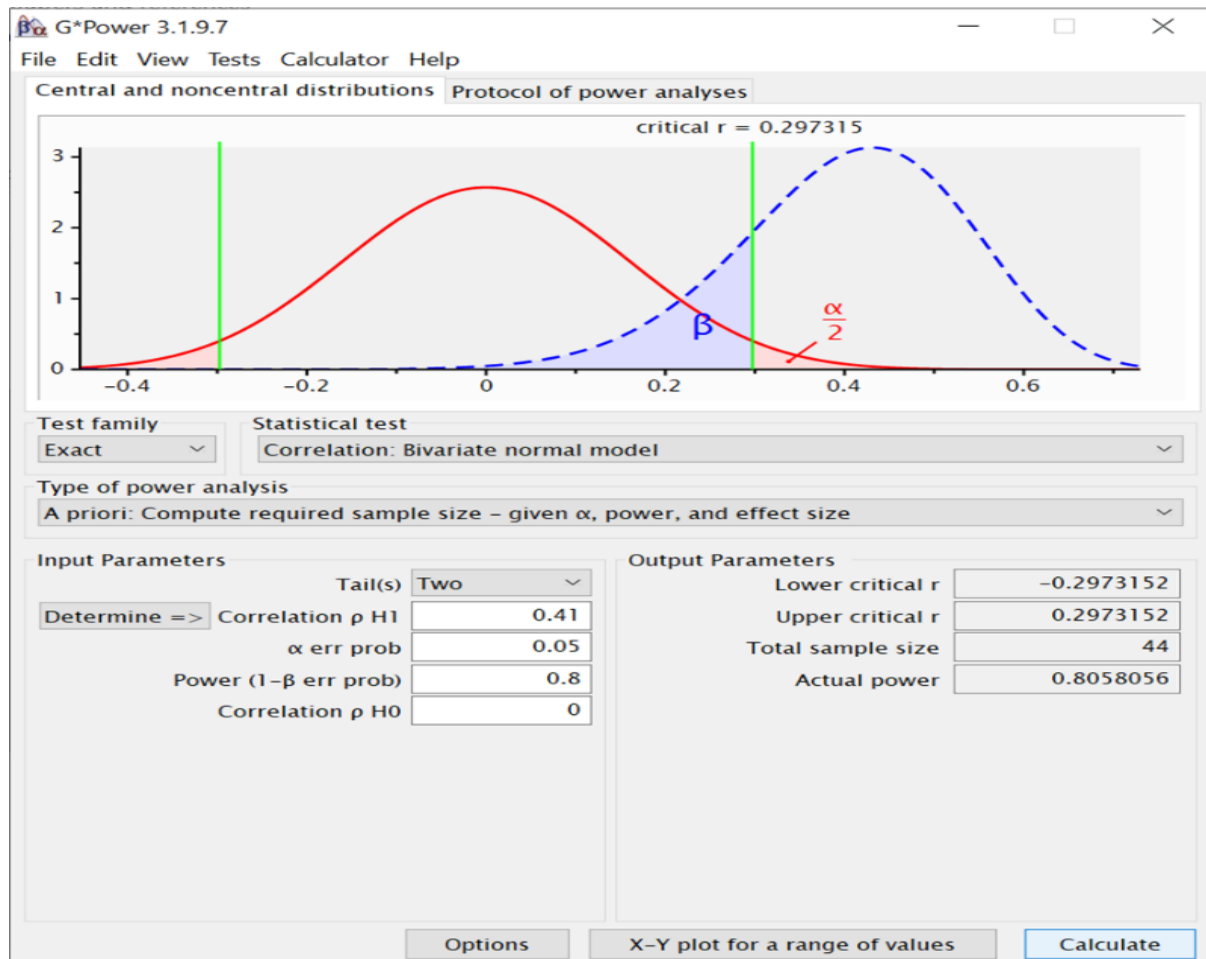 G*Power 3.1.9.7
File Edit View Tests Calculator Help
Central and noncentral distributions Protocol of power analyses
critical r = 0.297315
3
2
1
0
β
α
2
-0.4 -0.2 0 0.2 0.4 0.6
Test family Statistical test
Exact Correlation: Bivariate normal model
Type of power analysis
A priori: Compute required sample size – given α, power, and effect size
Input Parameters Output Parameters
Tail(s) Two Lower critical r -0.2973152
Determine => Correlation ρ H1 0.41 Upper critical r 0.2973152
α err prob 0.05 Total sample size 44
Power (1-β err prob) 0.8 Actual power 0.8058056
Correlation ρ H0 0
Options X-Y plot for a range of values Calculate